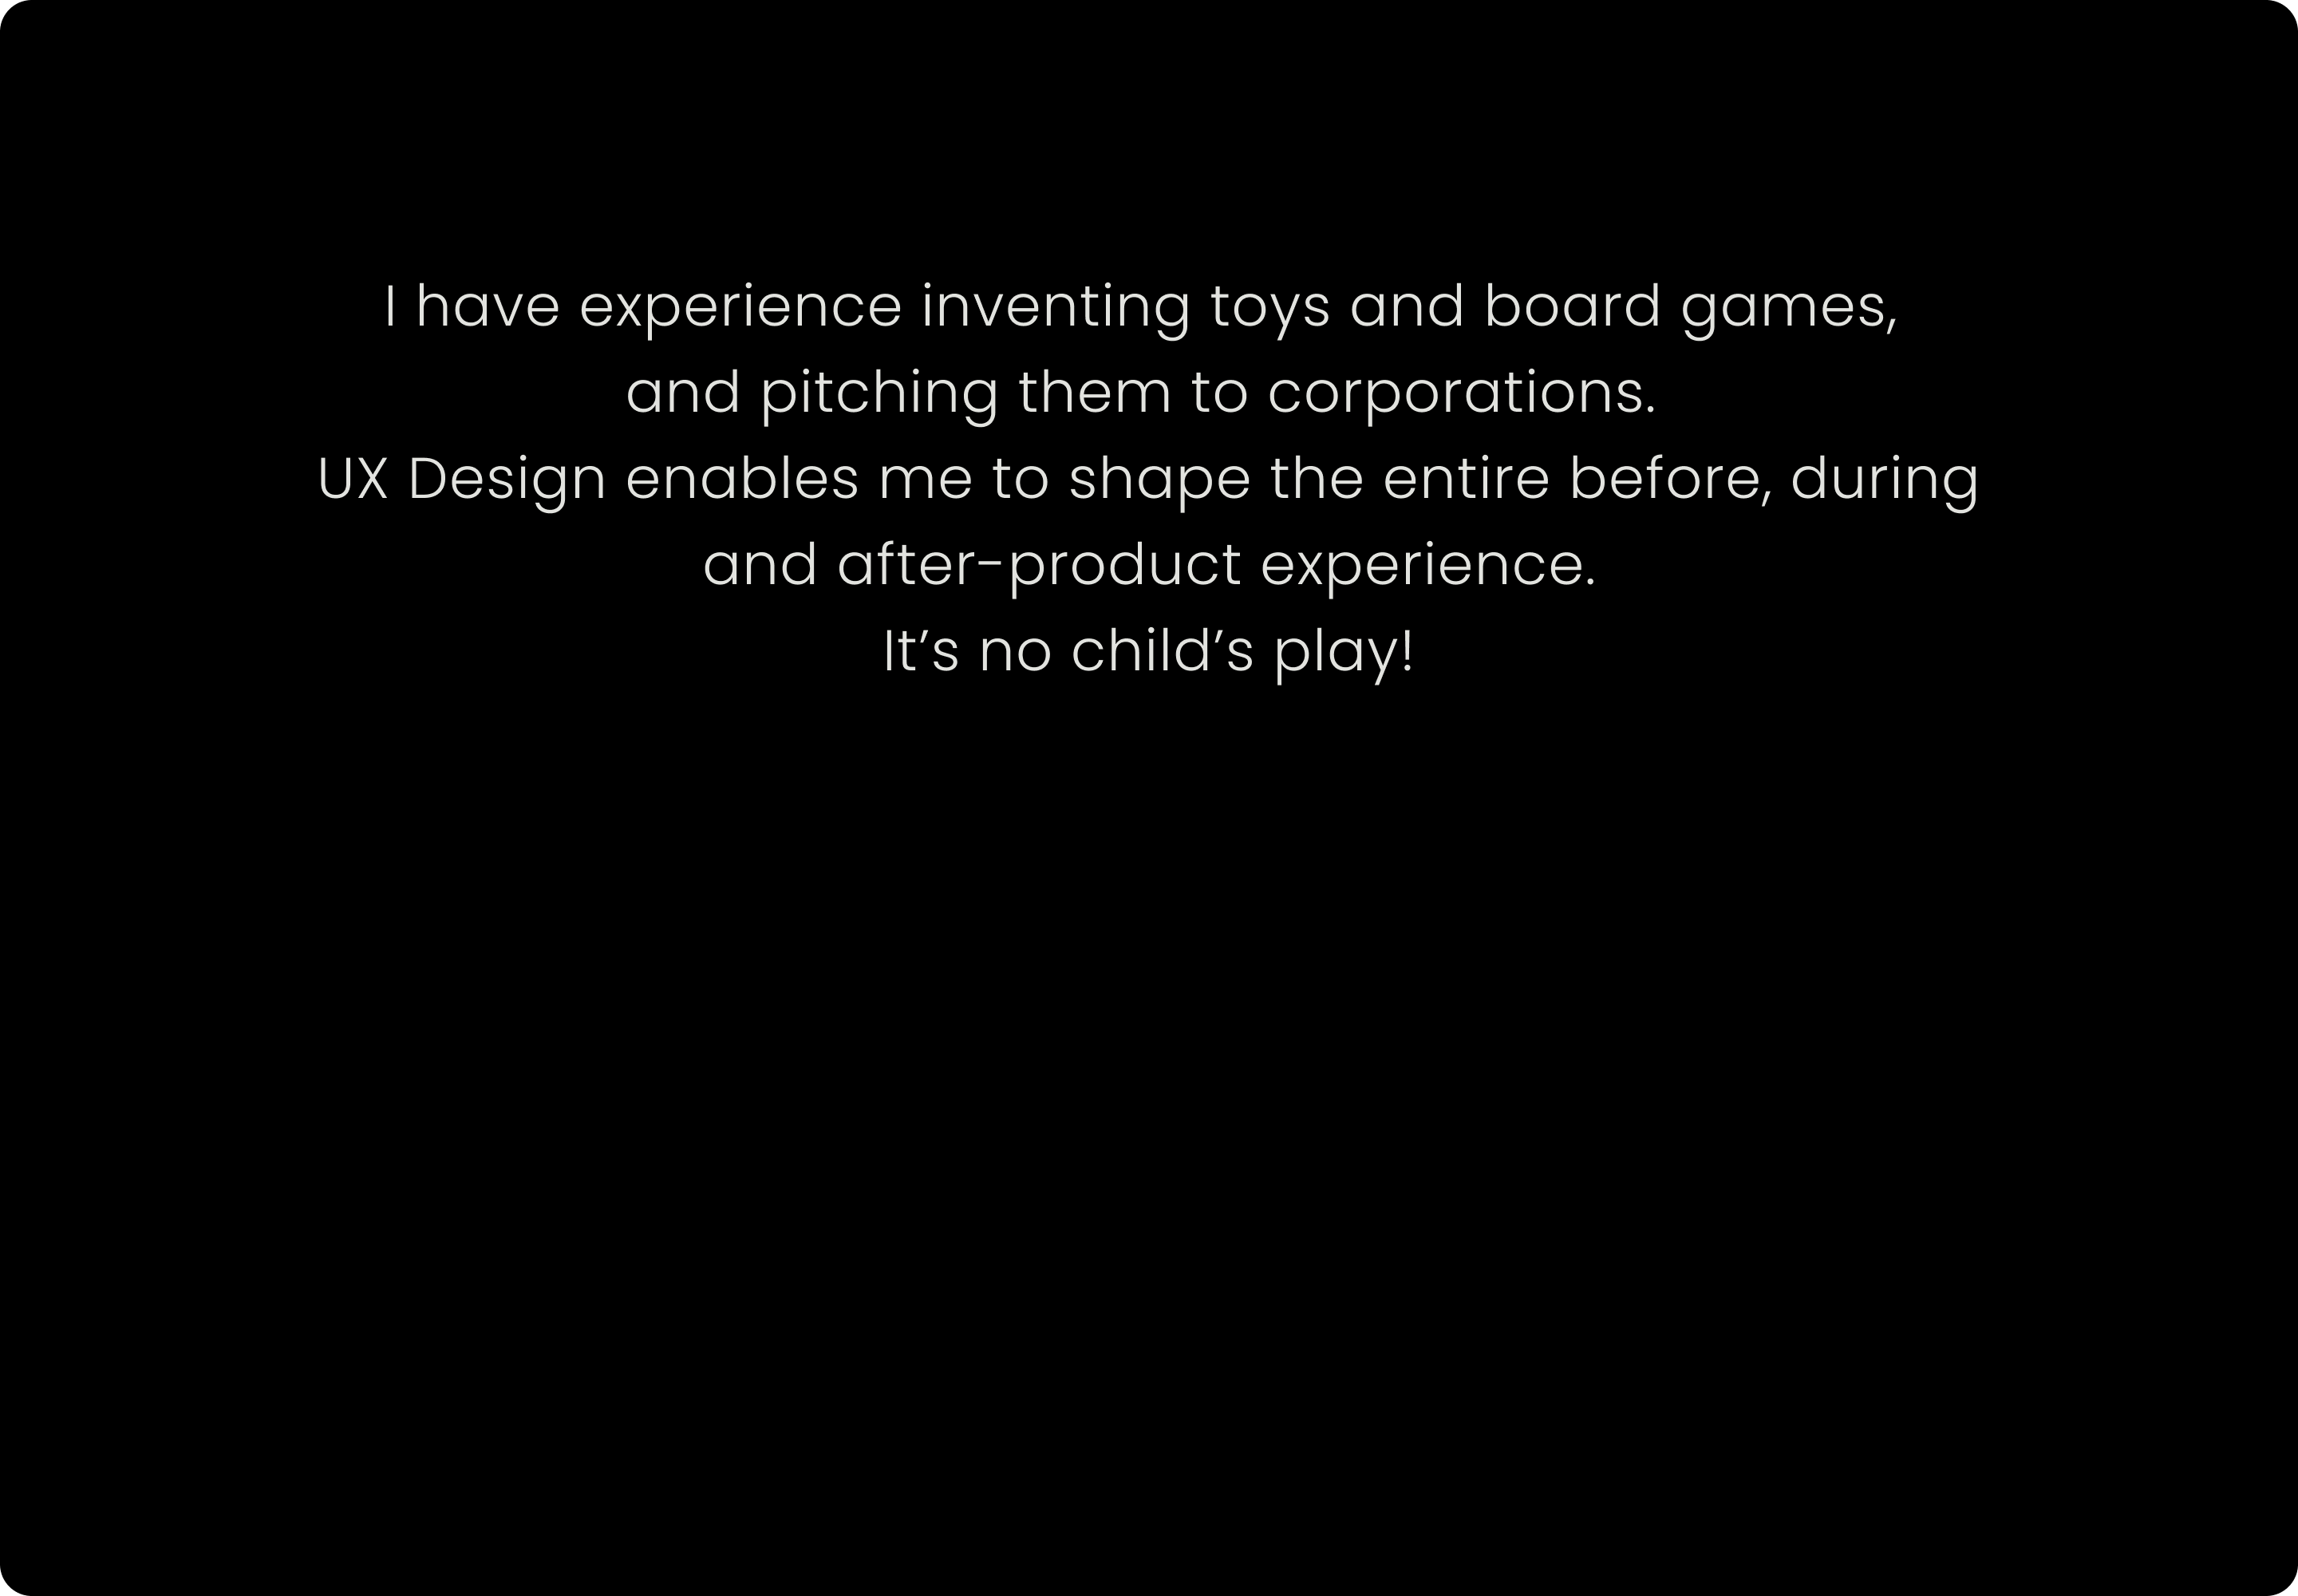 I have experience inventing toys and board games,
and pitching them to corporations.
UX Design enables me to shape the entire before, during
and after-product experience.
It’s no child’s play!